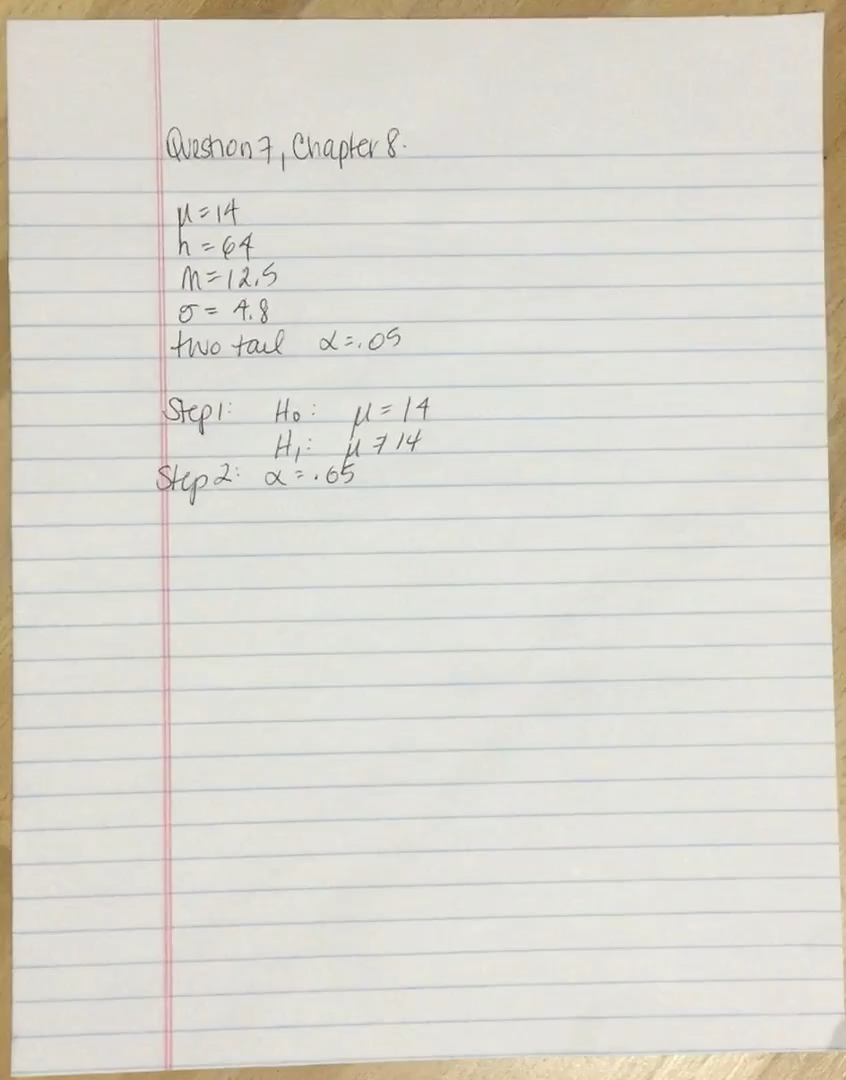 Question 7, Chapter 8.
μ = 14
n = 64
M = 12.5
σ = 4.8
two tail α = .05
Step 1: H₀: μ = 14
H₁: μ ≠ 14
Step 2: α = .05